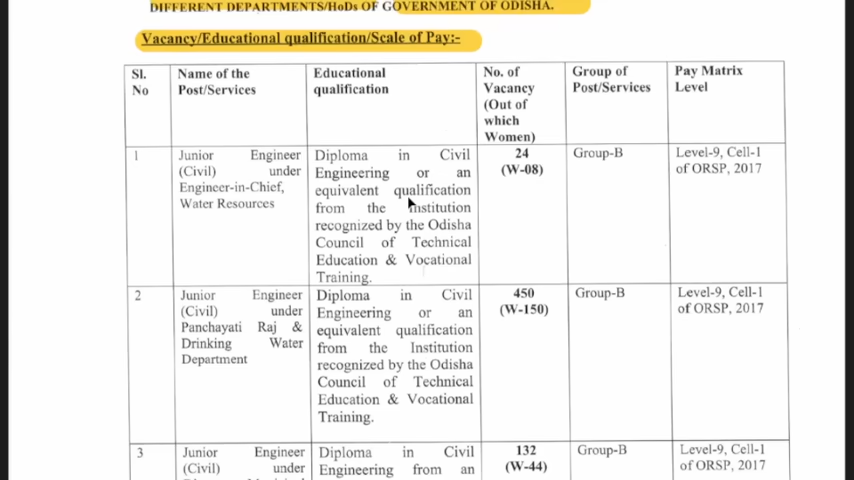 DIFFERENT DEPARTMENTS/HoDs OF GOVERNMENT OF ODISHA.
Vacancy/Educational qualification/Scale of Pay:-
Sl. No
Name of the Post/Services
Educational qualification
No. of Vacancy (Out of which Women)
Group of Post/Services
Pay Matrix Level
1
Junior Engineer
(Civil) under
Engineer-in-Chief,
Water Resources
Diploma in Civil
Engineering or an
equivalent qualification
from the Institution
recognized by the Odisha
Council of Technical
Education & Vocational
Training.
24
(W-08)
Group-B
Level-9, Cell-1
of ORSP, 2017
2
Junior Engineer
(Civil) under
Panchayati Raj &
Drinking Water
Department
Diploma in Civil
Engineering or an
equivalent qualification
from the Institution
recognized by the Odisha
Council of Technical
Education & Vocational
Training.
450
(W-150)
Group-B
Level-9, Cell-1
of ORSP, 2017
3
Junior Engineer
(Civil) under
Diploma in Civil
Engineering from an
132
(W-44)
Group-B
Level-9, Cell-1
of ORSP, 2017